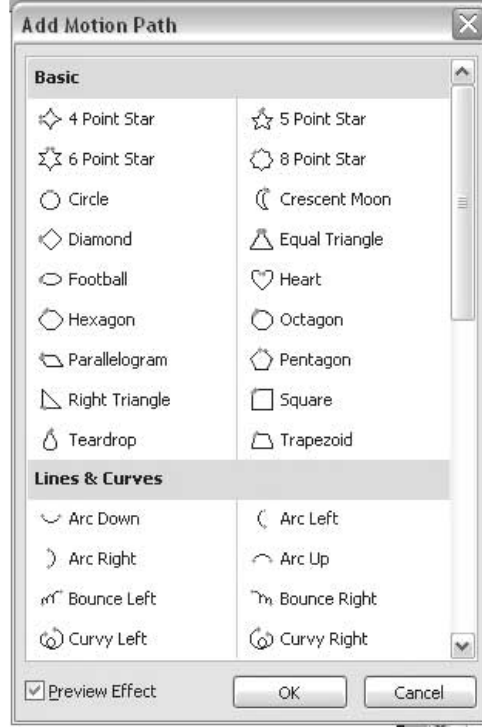 Add Motion Path
Basic
4 Point Star 5 Point Star
6 Point Star 8 Point Star
Circle Crescent Moon
Diamond Equal Triangle
Football Heart
Hexagon Octagon
Parallelogram Pentagon
Right Triangle Square
Teardrop Trapezoid
Lines & Curves
Arc Down Arc Left
Arc Right Arc Up
Bounce Left Bounce Right
Curvy Left Curvy Right
Preview Effect OK Cancel